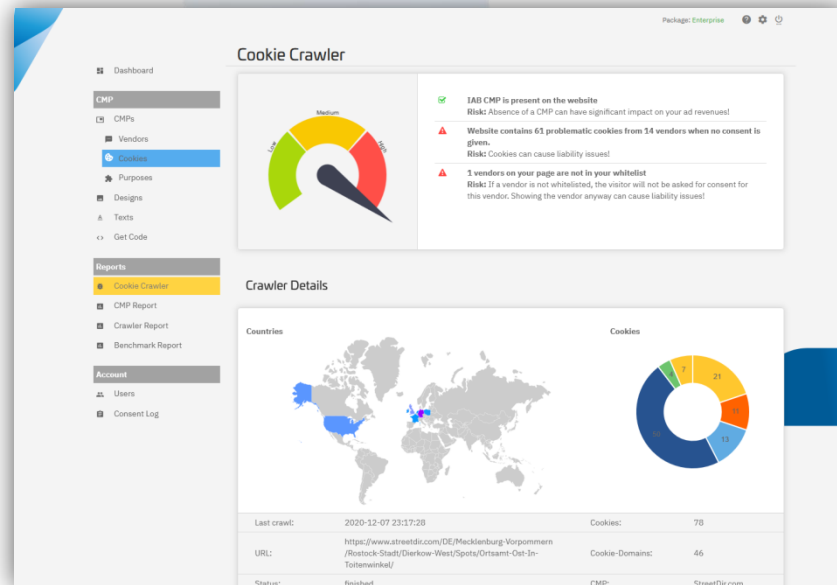 Package: Enterprise
Cookie Crawler
Dashboard
CMP
CMPs
Vendors
Cookies
Purposes
Designs
Texts
Get Code
Reports
Cookie Crawler
CMP Report
Crawler Report
Benchmark Report
Account
Users
Consent Log
Low
Medium
High
IAB CMP is present on the website
Risk: Absence of a CMP can have significant impact on your ad revenues!
Website contains 61 problematic cookies from 14 vendors when no consent is
given.
Risk: Cookies can cause liability issues!
1 vendors on your page are not in your whitelist
Risk: If a vendor is not whitelisted, the visitor will not be asked for consent for
this vendor. Showing the vendor anyway can cause liability issues!
Crawler Details
Countries
Cookies
7
21
11
13
Last crawl: 2020-12-07 23:17:28 Cookies: 78
URL: https://www.streetdir.com/DE/Mecklenburg-Vorpommern
/Rostock-Stadt/Dierkow-West/Spots/Ortsamt-Ost-In-
Toitenwinkel/
Cookie-Domains: 46
Status: finished CMP: StreetDir.com